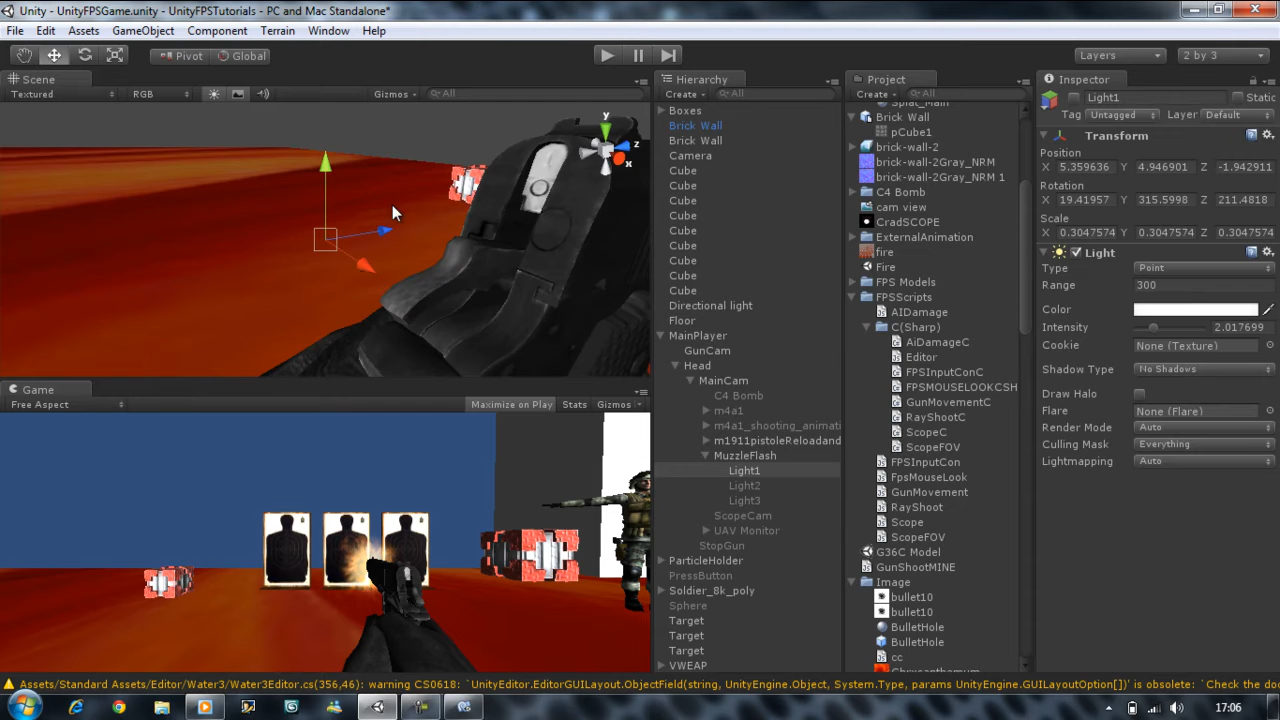 Unity - UnityFPSGame.unity - UnityFPSTutorials - PC and Mac Standalone*
File Edit Assets GameObject Component Terrain Window Help
Pivot Global Layers 2 by 3
Scene
Textured RGB Gizmos All
y
z
x
Game
Free Aspect Maximize on Play Stats Gizmos
Hierarchy
Create All
Boxes
Brick Wall
Brick Wall
Camera
Cube
Cube
Cube
Cube
Cube
Cube
Cube
Cube
Cube
Directional light
Floor
MainPlayer
GunCam
Head
MainCam
C4 Bomb
m4a1
m4a1_shooting_animati
m1911pistoleReloadand
MuzzleFlash
Light1
Light2
Light3
ScopeCam
UAV Monitor
StopGun
ParticleHolder
PressButton
Soldier_8k_poly
Sphere
Target
Target
Target
VWEAP
Project
Create All
Splat_Main
Brick Wall
pCube1
brick-wall-2
brick-wall-2Gray_NRM
brick-wall-2Gray_NRM 1
C4 Bomb
cam view
CradSCOPE
ExternalAnimation
fire
Fire
FPS Models
FPSScripts
AIDamage
C(Sharp)
AiDamageC
Editor
FPSInputConC
FPSMOUSELOOKCSH
GunMovementC
RayShootC
ScopeC
ScopeFOV
FPSInputCon
FpsMouseLook
GunMovement
RayShoot
Scope
ScopeFOV
G36C Model
GunShootMINE
Image
bullet10
bullet10
BulletHole
BulletHole
cc
Chrysanthemum
Inspector
Light1 Static
Tag Untagged Layer Default
Transform
Position
X 5.359636 Y 4.946901 Z -1.942911
Rotation
X 19.41957 Y 315.5998 Z 211.4818
Scale
X 0.3047574 Y 0.3047574 Z 0.3047574
Light
Type Point
Range 300
Color
Intensity 2.017699
Cookie None (Texture)
Shadow Type No Shadows
Draw Halo
Flare None (Flare)
Render Mode Auto
Culling Mask Everything
Lightmapping Auto
Assets/Standard Assets/Editor/Water3/Water3Editor.cs(356,46): warning CS0618: `UnityEditor.EditorGUILayout.ObjectField(string, UnityEngine.Object, System.Type, params UnityEngine.GUILayoutOption[])' is obsolete: `Check the do
17:06